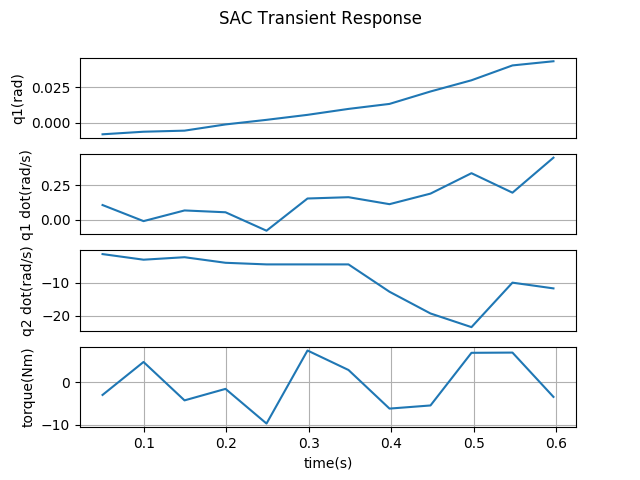 SAC Transient Response
q1(rad)
0.025
0.000
q1 dot(rad/s)
0.25
0.00
q2 dot(rad/s)
−10
−20
torque(Nm)
0
−10
0.1 0.2 0.3 0.4 0.5 0.6
time(s)